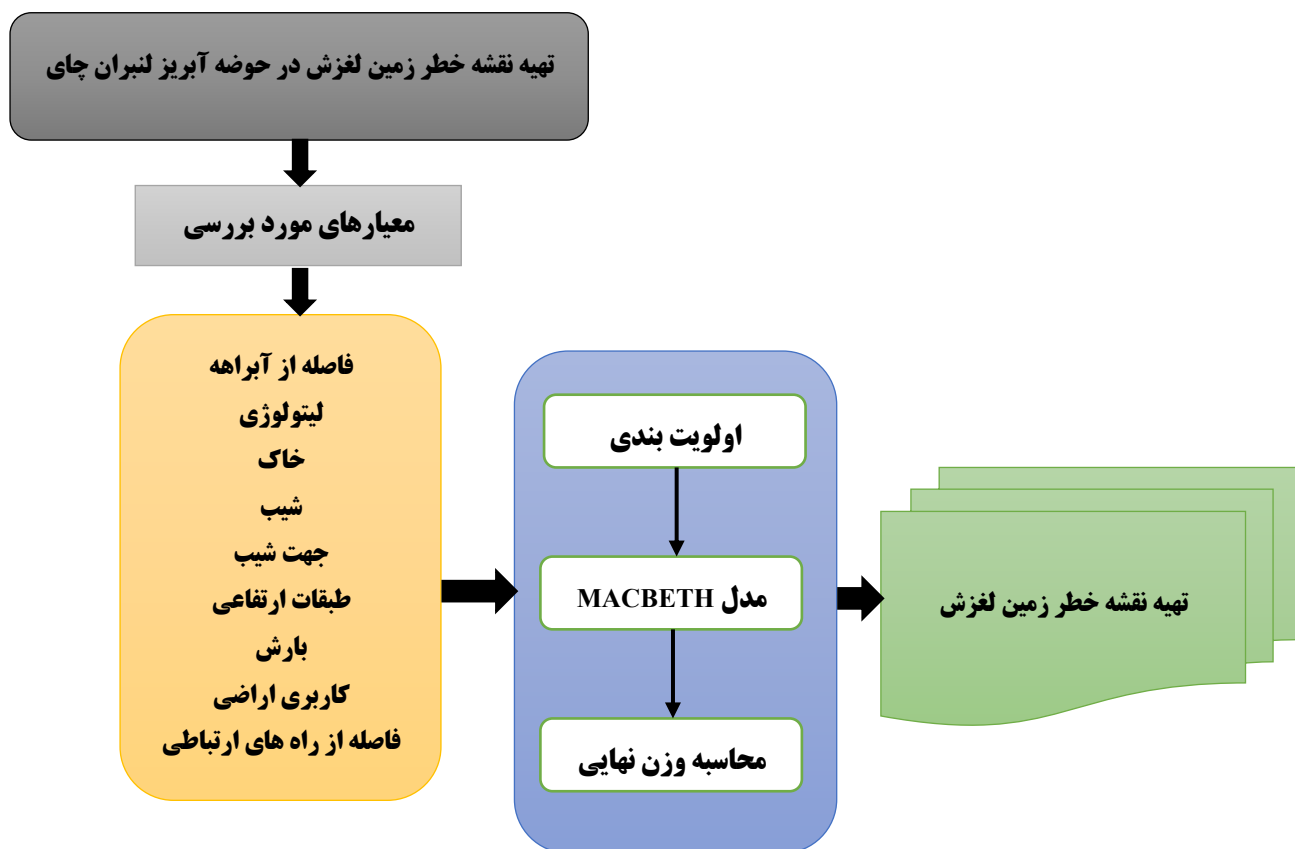 تهیه نقشه خطر زمین لغزش در حوضه آبریز لنبران چای
معیارهای مورد بررسی
فاصله از آبراهه
لیتولوژی
خاک
شیب
جهت شیب
طبقات ارتفاعی
بارش
کاربری اراضی
فاصله از راه های ارتباطی
اولویت بندی
مدل MACBETH
محاسبه وزن نهایی
تهیه نقشه خطر زمین لغزش